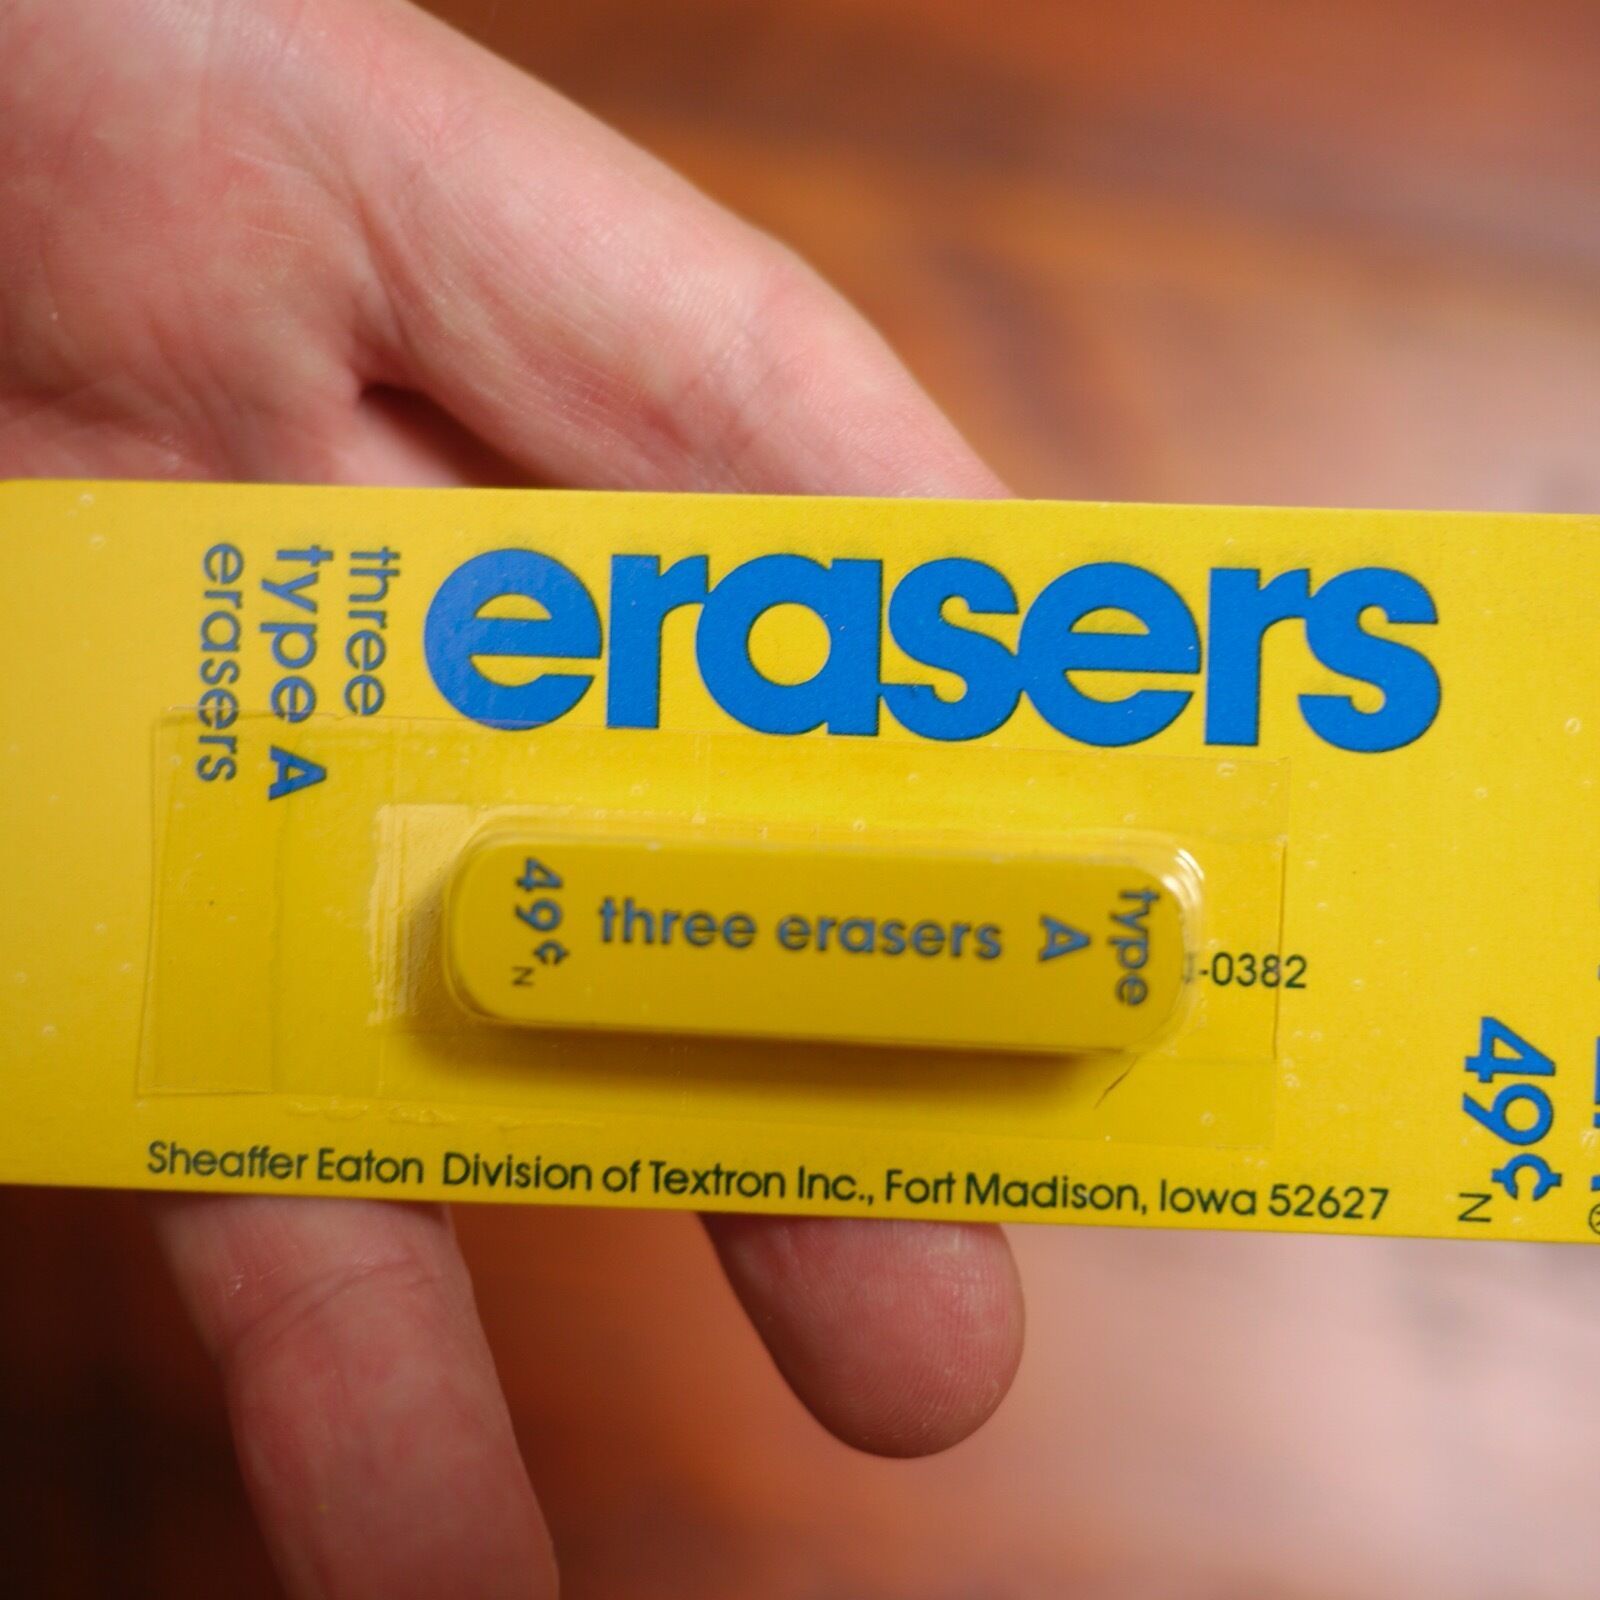 erasers
three
type A
erasers
49¢
N
three erasers
A
type
-0382
49¢
N
Sheaffer Eaton Division of Textron Inc., Fort Madison, Iowa 52627